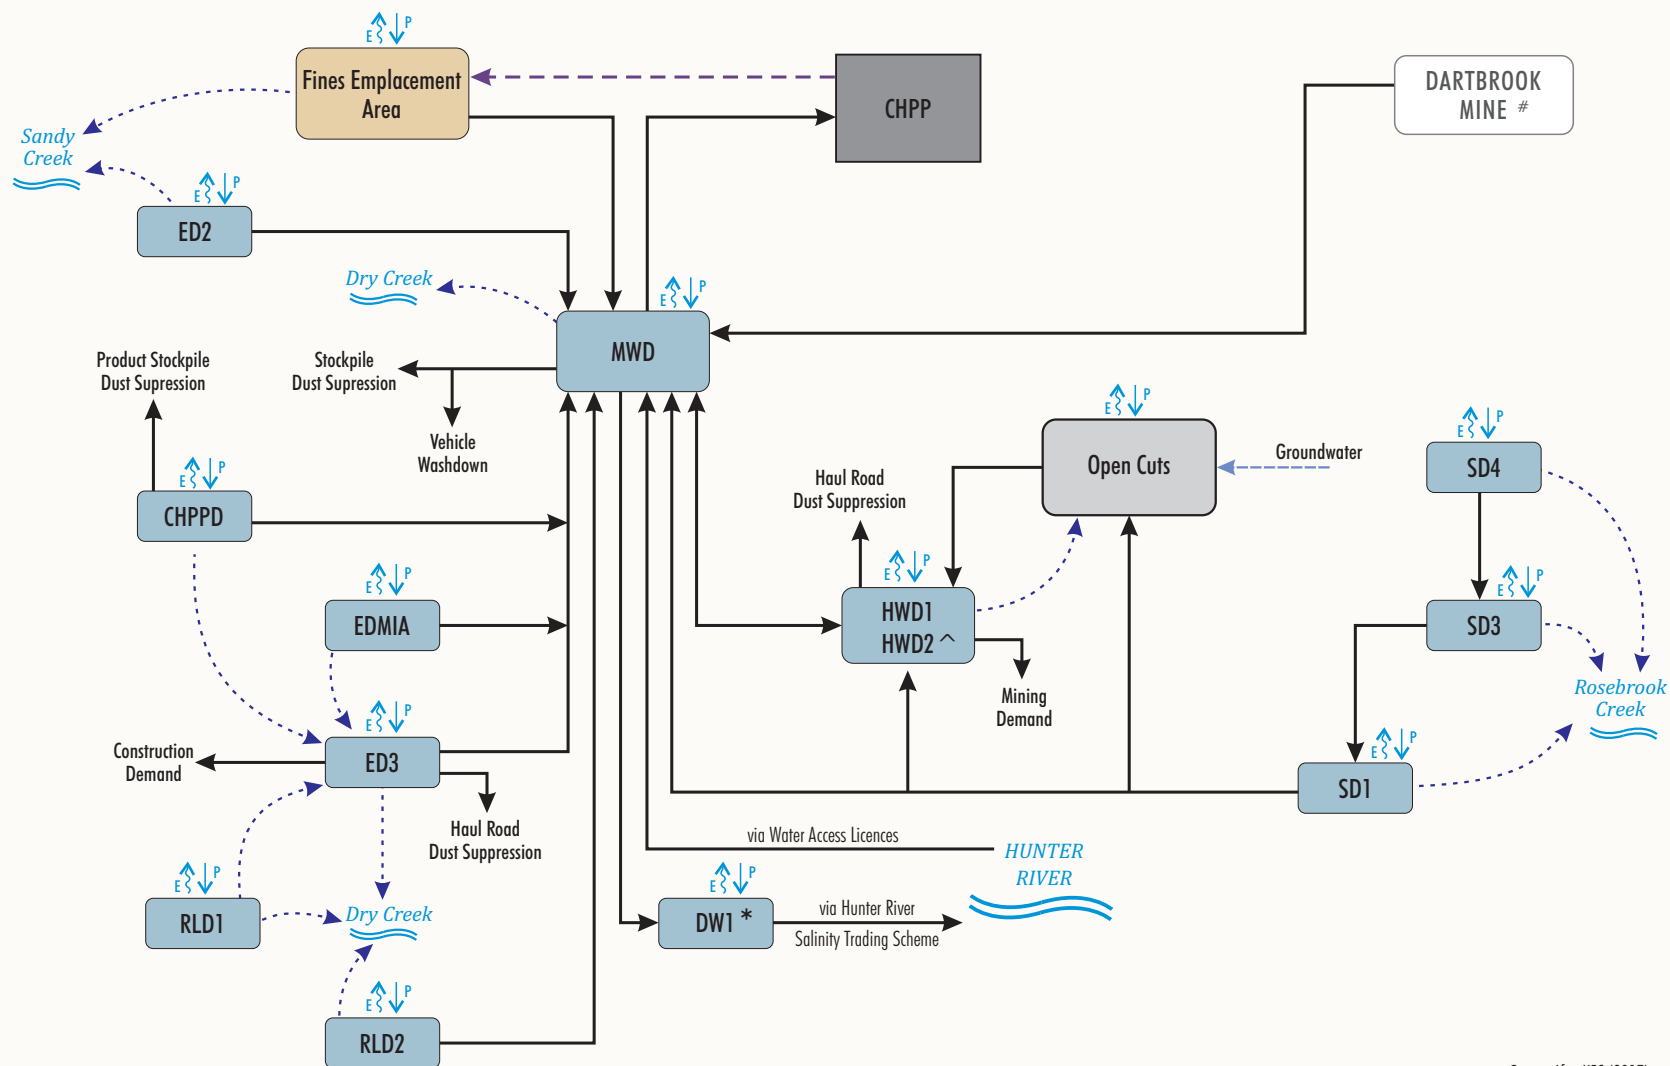 E P
Fines Emplacement
Area
CHPP
DARTBROOK
MINE #
Sandy
Creek
E P
ED2
Dry Creek
E P
MWD
Product Stockpile
Dust Supression
Stockpile
Dust Supression
Vehicle
Washdown
E P
CHPPD
E P
Open Cuts
Groundwater
E P
SD4
Haul Road
Dust Suppression
E P
HWD1
HWD2 ^
Mining
Demand
E P
EDMIA
E P
SD3
Rosebrook
Creek
E P
ED3
Construction
Demand
Haul Road
Dust Suppression
E P
SD1
via Water Access Licences
HUNTER
RIVER
E P
RLD1
Dry Creek
E P
DW1 *
via Hunter River
Salinity Trading Scheme
E P
RLD2